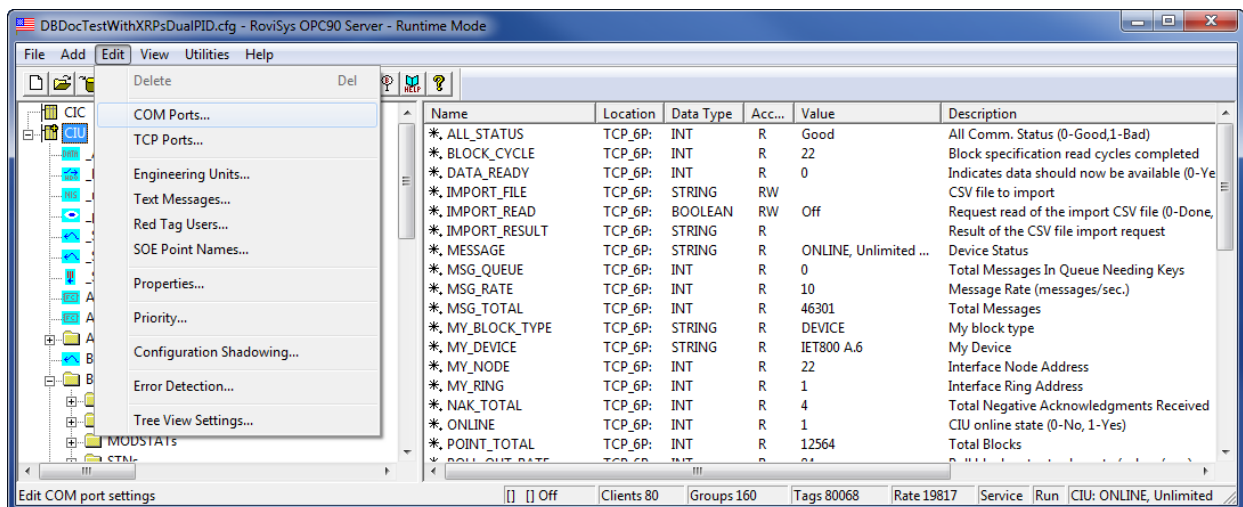 DBDocTestWithXRPsDualPID.cfg - RoviSys OPC90 Server - Runtime Mode
File Add Edit View Utilities Help
Delete Del
COM Ports...
TCP Ports...
Engineering Units...
Text Messages...
Red Tag Users...
SOE Point Names...
Properties...
Priority...
Configuration Shadowing...
Error Detection...
Tree View Settings...
CIC
CIU
MODSTATs
Name Location Data Type Acc... Value Description
ALL_STATUS TCP_6P: INT R Good All Comm. Status (0-Good,1-Bad)
BLOCK_CYCLE TCP_6P: INT R 22 Block specification read cycles completed
DATA_READY TCP_6P: INT R 0 Indicates data should now be available (0-Ye
IMPORT_FILE TCP_6P: STRING RW CSV file to import
IMPORT_READ TCP_6P: BOOLEAN RW Off Request read of the import CSV file (0-Done,
IMPORT_RESULT TCP_6P: STRING R Result of the CSV file import request
MESSAGE TCP_6P: STRING R ONLINE, Unlimited ... Device Status
MSG_QUEUE TCP_6P: INT R 0 Total Messages In Queue Needing Keys
MSG_RATE TCP_6P: INT R 10 Message Rate (messages/sec.)
MSG_TOTAL TCP_6P: INT R 46301 Total Messages
MY_BLOCK_TYPE TCP_6P: STRING R DEVICE My block type
MY_DEVICE TCP_6P: STRING R IET800 A.6 My Device
MY_NODE TCP_6P: INT R 22 Interface Node Address
MY_RING TCP_6P: INT R 1 Interface Ring Address
NAK_TOTAL TCP_6P: INT R 4 Total Negative Acknowledgments Received
ONLINE TCP_6P: INT R 1 CIU online state (0-No, 1-Yes)
POINT_TOTAL TCP_6P: INT R 12564 Total Blocks
Edit COM port settings [] [] Off Clients 80 Groups 160 Tags 80068 Rate 19817 Service Run CIU: ONLINE, Unlimited